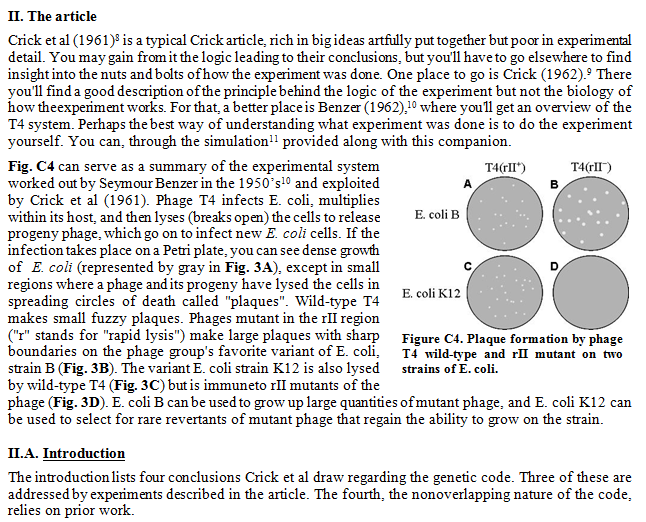 II. The article
Crick et al (1961)⁸ is a typical Crick article, rich in big ideas artfully put together but poor in experimental
detail. You may gain from it the logic leading to their conclusions, but you'll have to go elsewhere to find
insight into the nuts and bolts of how the experiment was done. One place to go is Crick (1962).⁹ There
you'll find a good description of the principle behind the logic of the experiment but not the biology of
how theexperiment works. For that, a better place is Benzer (1962),¹⁰ where you'll get an overview of the
T4 system. Perhaps the best way of understanding what experiment was done is to do the experiment
yourself. You can, through the simulation¹¹ provided along with this companion.
Fig. C4 can serve as a summary of the experimental system
worked out by Seymour Benzer in the 1950's¹⁰ and exploited
by Crick et al (1961). Phage T4 infects E. coli, multiplies
within its host, and then lyses (breaks open) the cells to release
progeny phage, which go on to infect new E. coli cells. If the
infection takes place on a Petri plate, you can see dense growth
of E. coli (represented by gray in Fig. 3A), except in small
regions where a phage and its progeny have lysed the cells in
spreading circles of death called "plaques". Wild-type T4
makes small fuzzy plaques. Phages mutant in the rII region
("r" stands for "rapid lysis") make large plaques with sharp
boundaries on the phage group's favorite variant of E. coli,
strain B (Fig. 3B). The variant E. coli strain K12 is also lysed
by wild-type T4 (Fig. 3C) but is immune to rII mutants of the
phage (Fig. 3D). E. coli B can be used to grow up large quantities of mutant phage, and E. coli K12 can
be used to select for rare revertants of mutant phage that regain the ability to grow on the strain.
T4(rII⁺) T4(rII⁻)
A B
E. coli B
C D
E. coli K12
Figure C4. Plaque formation by phage
T4 wild-type and rII mutant on two
strains of E. coli.
II.A. Introduction
The introduction lists four conclusions Crick et al draw regarding the genetic code. Three of these are
addressed by experiments described in the article. The fourth, the nonoverlapping nature of the code,
relies on prior work.